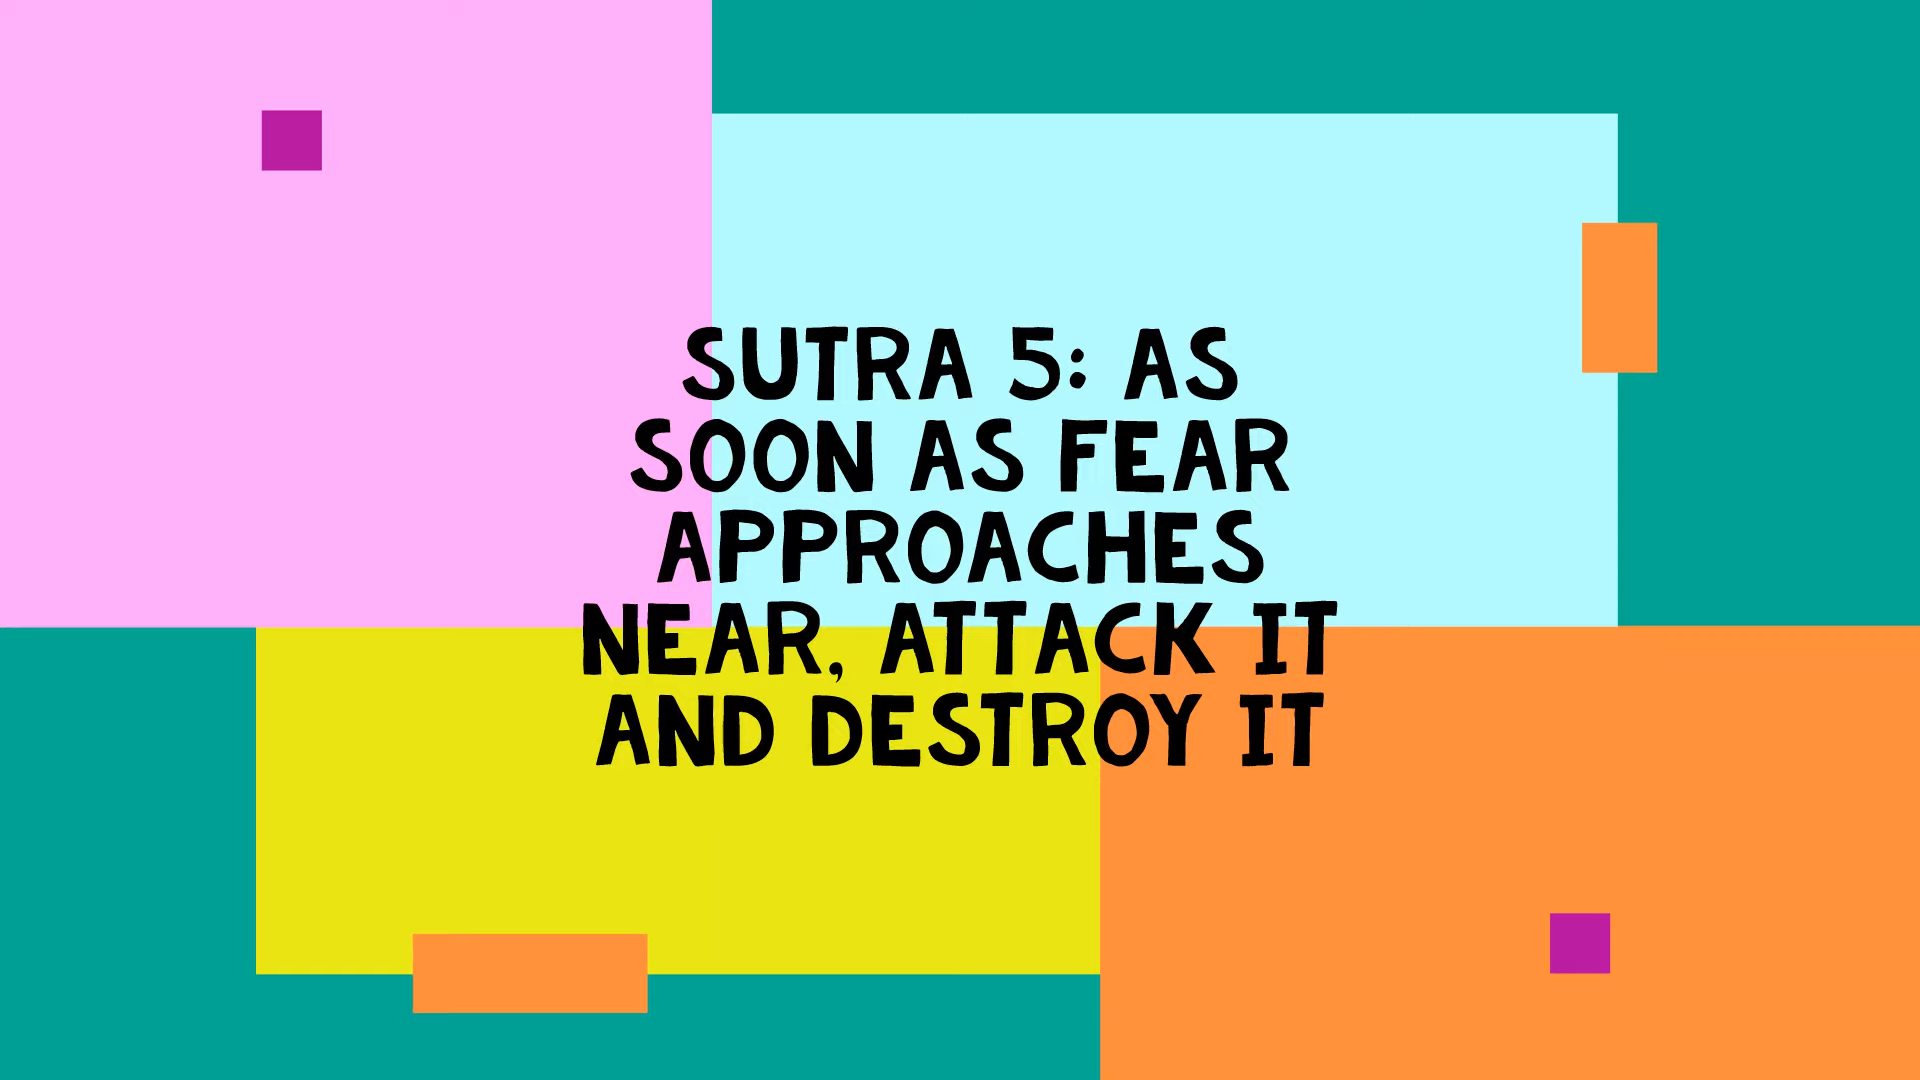 SUTRA 5: AS
SOON AS FEAR
APPROACHES
NEAR, ATTACK IT
AND DESTROY IT